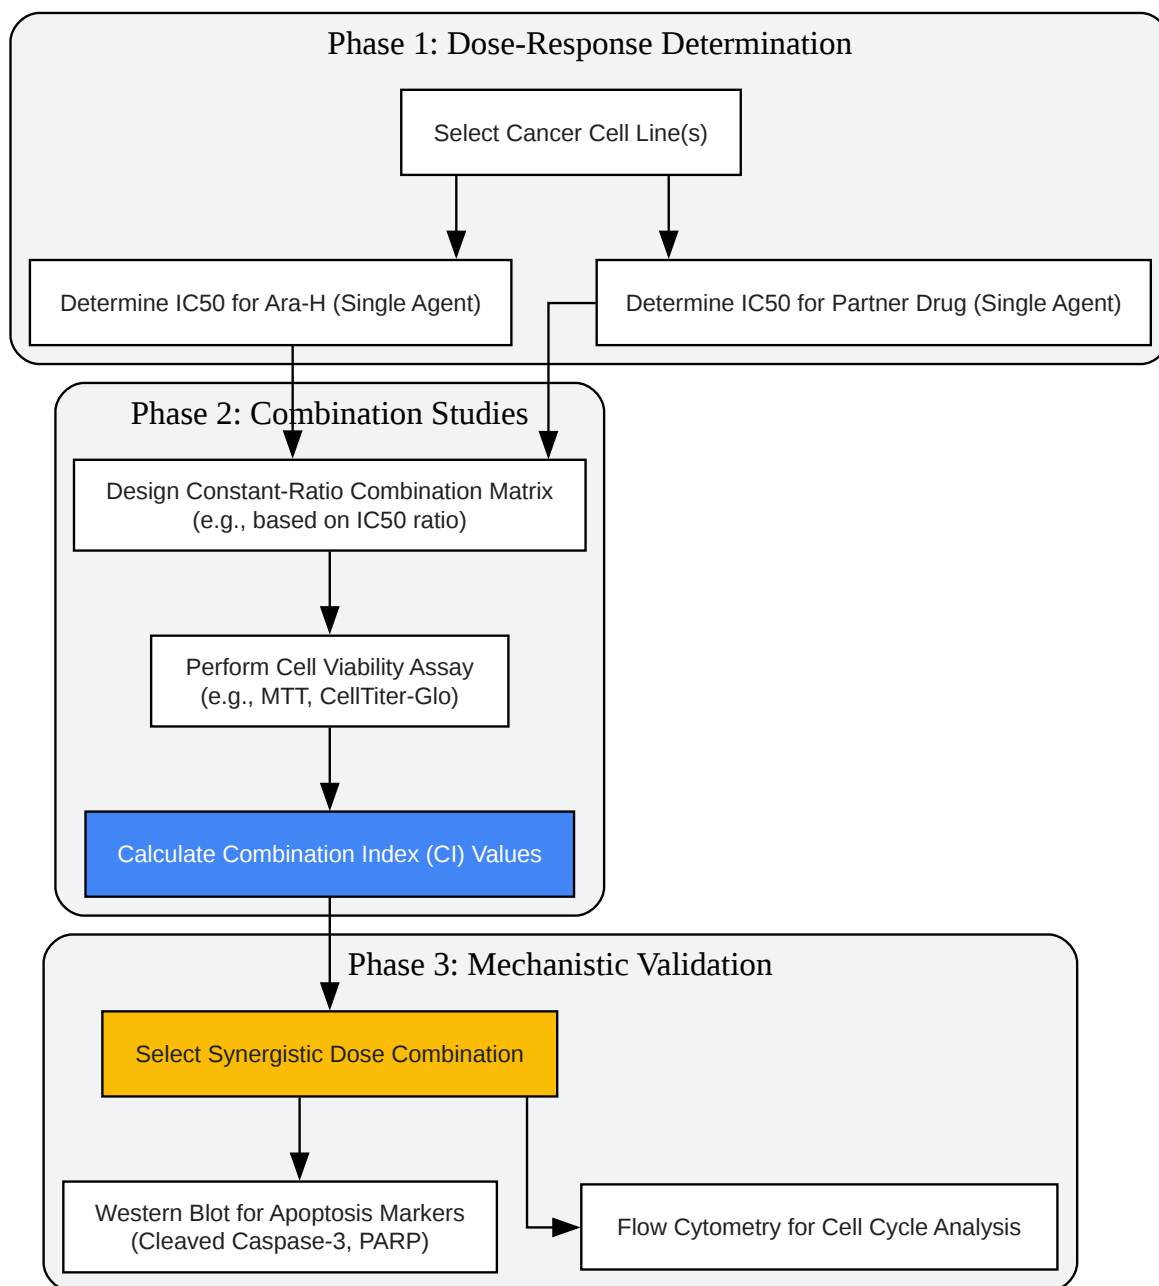 Phase 1: Dose-Response Determination
Select Cancer Cell Line(s)
Determine IC50 for Ara-H (Single Agent)
Determine IC50 for Partner Drug (Single Agent)
Phase 2: Combination Studies
Design Constant-Ratio Combination Matrix
(e.g., based on IC50 ratio)
Perform Cell Viability Assay
(e.g., MTT, CellTiter-Glo)
Calculate Combination Index (CI) Values
Phase 3: Mechanistic Validation
Select Synergistic Dose Combination
Western Blot for Apoptosis Markers
(Cleaved Caspase-3, PARP)
Flow Cytometry for Cell Cycle Analysis